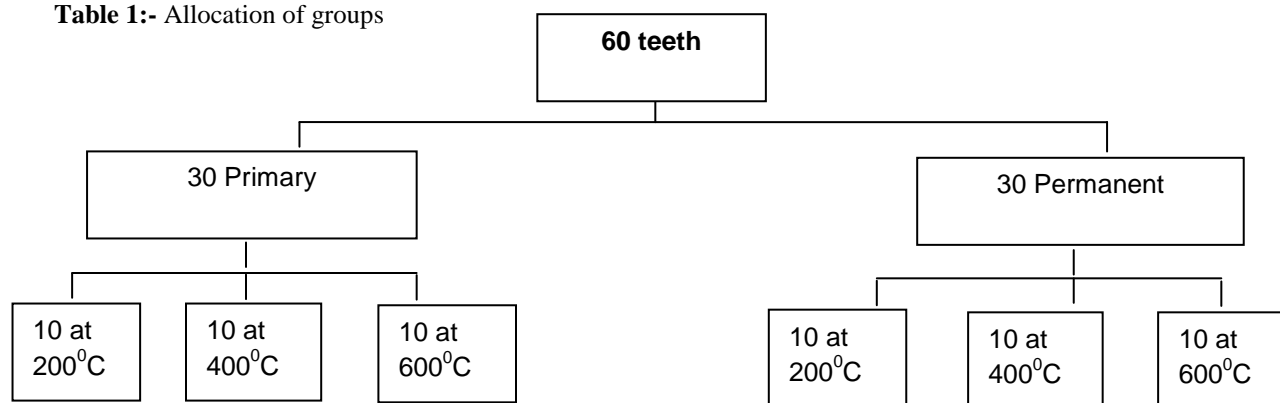 Table 1:- Allocation of groups
60 teeth
30 Primary
30 Permanent
10 at
200⁰C
10 at
400⁰C
10 at
600⁰C
10 at
200⁰C
10 at
400⁰C
10 at
600⁰C